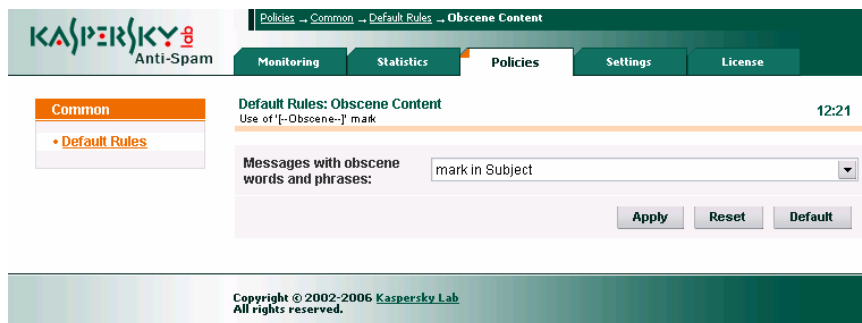 Policies → Common → Default Rules → Obscene Content
KASPERSKY lab
Anti-Spam
Monitoring Statistics Policies Settings License
Common
• Default Rules
Default Rules: Obscene Content
12:21
Use of '[--Obscene--]' mark
Messages with obscene words and phrases:
mark in Subject
Apply Reset Default
Copyright © 2002-2006 Kaspersky Lab
All rights reserved.